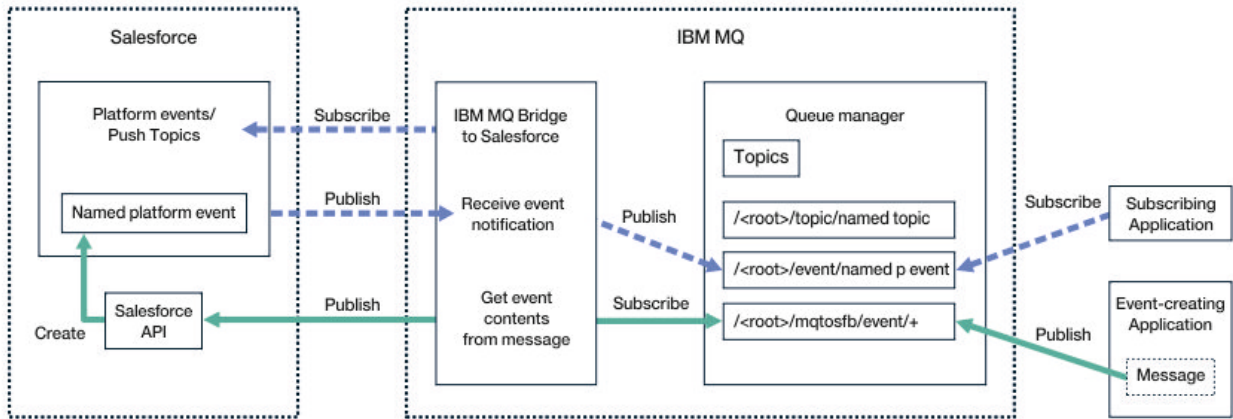 Salesforce
IBM MQ
Platform events/
Push Topics
Subscribe
IBM MQ Bridge
to Salesforce
Queue manager
Topics
Named platform event
Publish
Receive event
notification
Publish
/<root>/topic/named topic
Subscribe
Subscribing
Application
/<root>/event/named p event
Create
Salesforce
API
Publish
Get event
contents
from message
Subscribe
/<root>/mqtosfb/event/+
Publish
Event-creating
Application
Message